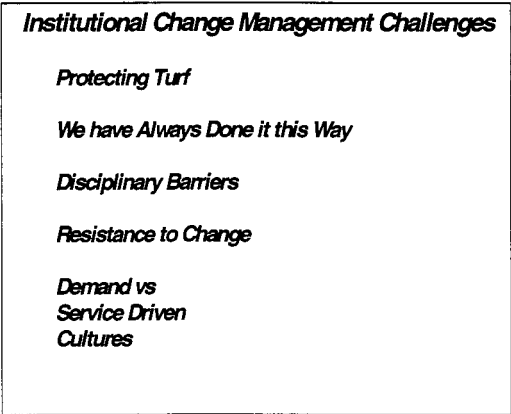 Institutional Change Management Challenges
Protecting Turf
We have Always Done it this Way
Disciplinary Barriers
Resistance to Change
Demand vs
Service Driven
Cultures